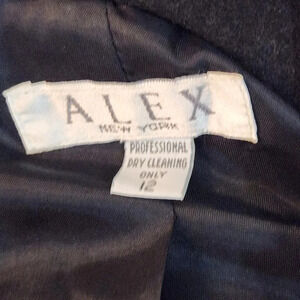 ALEX
NEW YORK
PROFESSIONAL
DRY CLEANING
ONLY
12